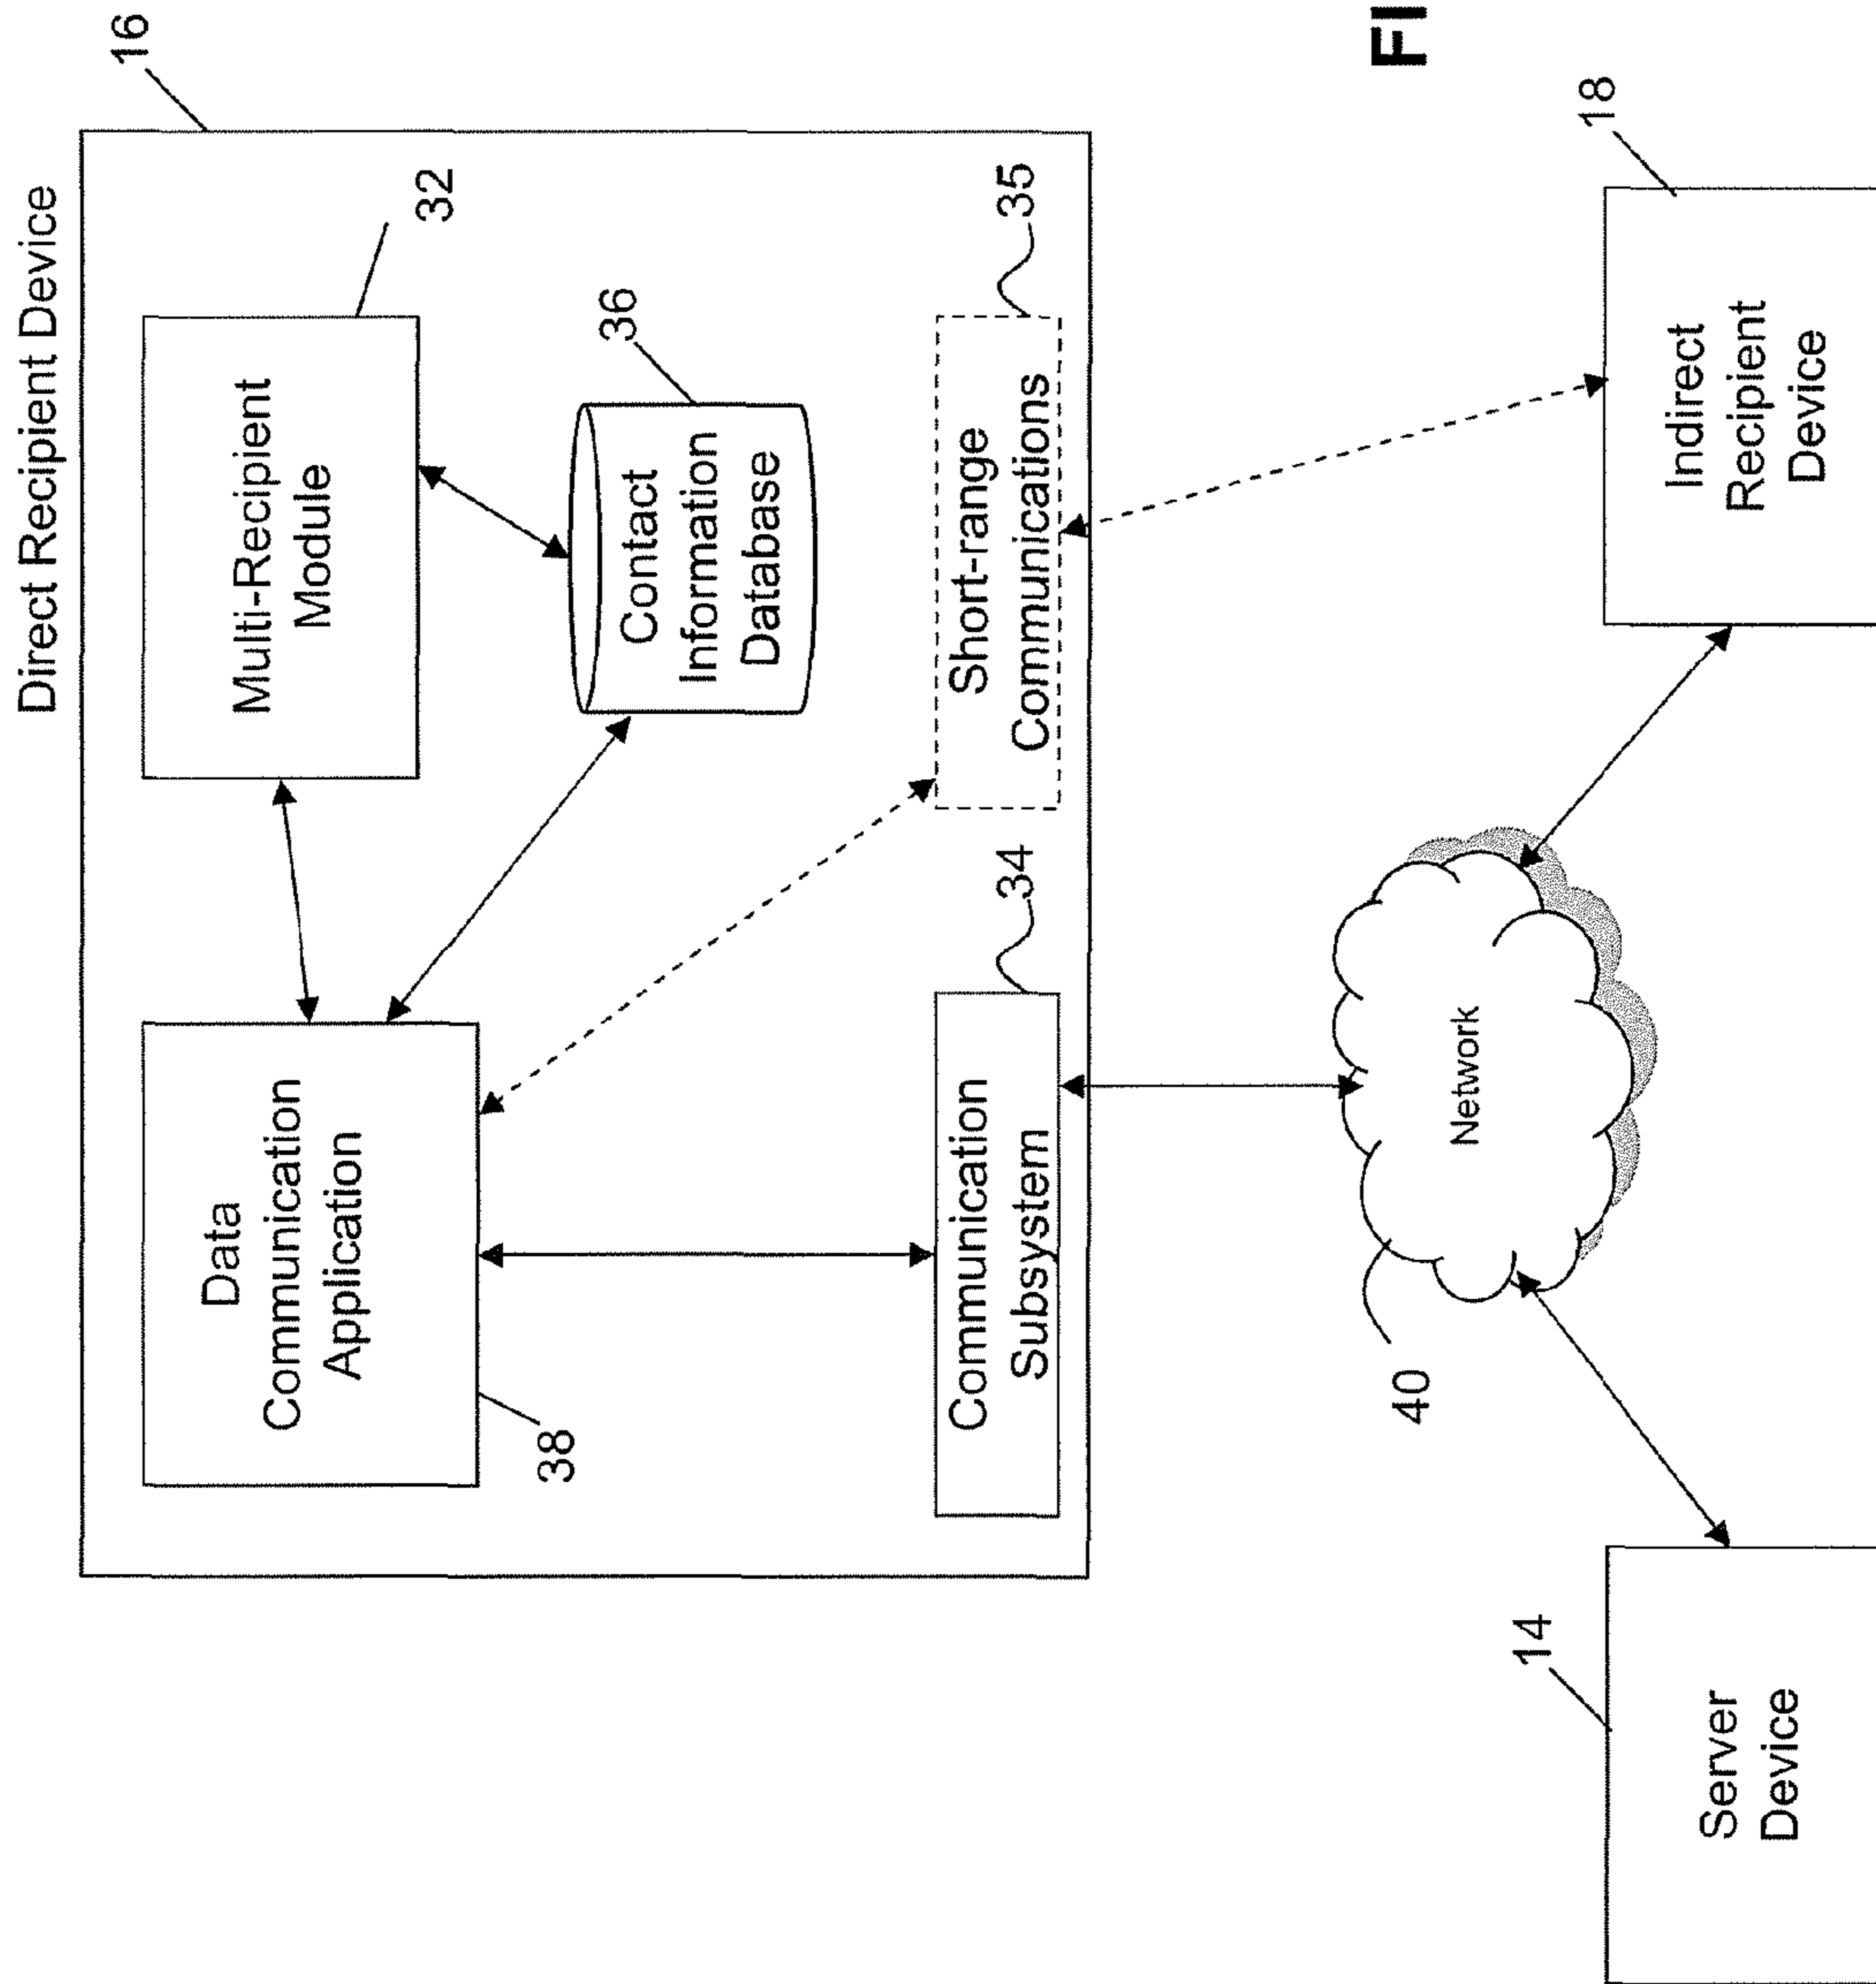 Direct Recipient Device
16
Data
Communication
Application
38
Multi-Recipient
Module
32
Contact
Information
Database
36
Communication
Subsystem
34
Short-range
Communications
35
Network
40
Server
Device
14
Indirect
Recipient
Device
18
FI